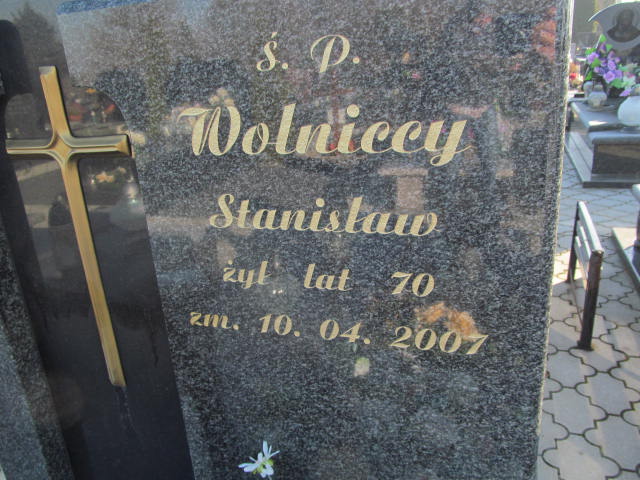 ś. P.
Wolniccy
Stanisław
żył lat 70
zm. 10. 04. 2007